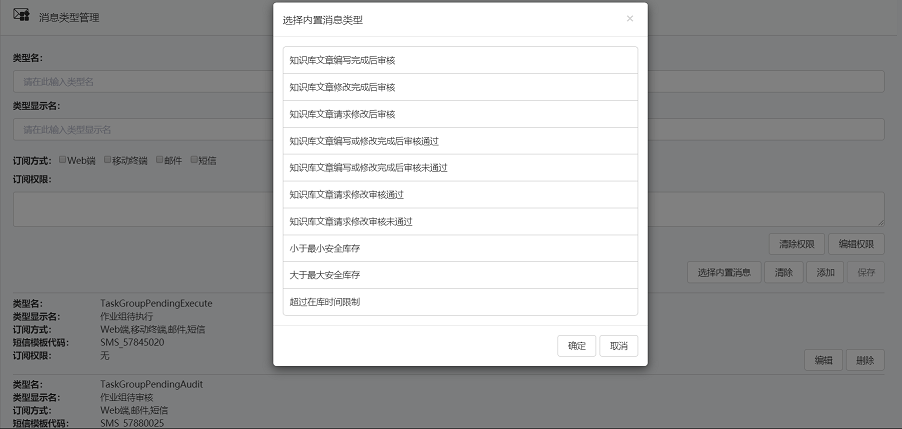 消息类型管理
选择内置消息类型
×
知识库文章编写完成后审核
知识库文章修改完成后审核
知识库文章请求修改后审核
知识库文章编写或修改完成后审核通过
知识库文章编写或修改完成后审核未通过
知识库文章请求修改审核通过
知识库文章请求修改审核未通过
小于最小安全库存
大于最大安全库存
超过在库时间限制
确定 取消
类型名：
请在此输入类型名
类型显示名：
请在此输入类型显示名
订阅方式： Web端 移动终端 邮件 短信
订阅权限：
清除权限 编辑权限
选择内置消息 清除 添加 保存
类型名： TaskGroupPendingExecute
类型显示名： 作业组待执行
订阅方式： Web端,移动终端,邮件,短信
短信模板代码： SMS_57845020
订阅权限： 无
编辑 删除
类型名： TaskGroupPendingAudit
类型显示名： 作业组待审核
订阅方式： Web端,邮件,短信
短信模板代码： SMS_57880025